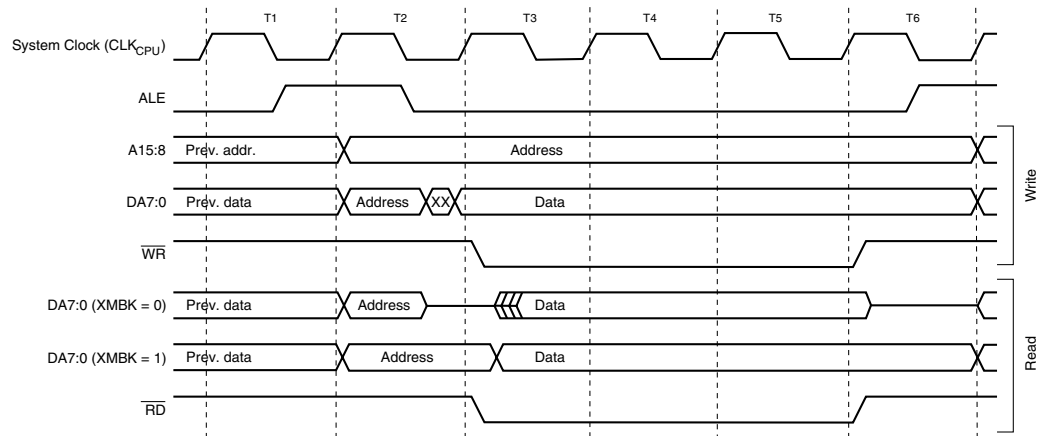 T1 T2 T3 T4 T5 T6
System Clock (CLKCPU)
ALE
A15:8 Prev. addr. Address
DA7:0 Prev. data Address XX Data
WR
Write
DA7:0 (XMBK = 0) Prev. data Address Data
DA7:0 (XMBK = 1) Prev. data Address Data
RD
Read